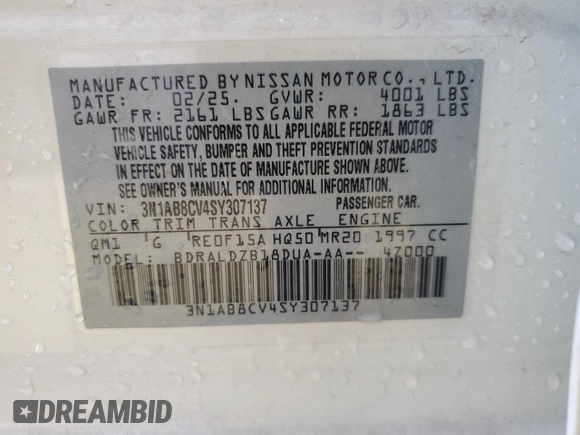 MANUFACTURED BY NISSAN MOTOR CO., LTD.
DATE: 02/25. GVWR: 4001 LBS
GAWR FR: 2161 LBS GAWR RR: 1863 LBS
THIS VEHICLE CONFORMS TO ALL APPLICABLE FEDERAL MOTOR
VEHICLE SAFETY, BUMPER AND THEFT PREVENTION STANDARDS
IN EFFECT ON THE DATE OF MANUFACTURE SHOWN ABOVE.
SEE OWNER'S MANUAL FOR ADDITIONAL INFORMATION.
VIN: 3N1AB8CV4SY307137 PASSENGER CAR.
COLOR TRIM TRANS AXLE ENGINE
QM1 G RE0F15A HQ50 MR20 1997 CC
MODEL: BDRALDZB18DUA-AA-- 4Z000
3N1AB8CV4SY307137
DREAMBID